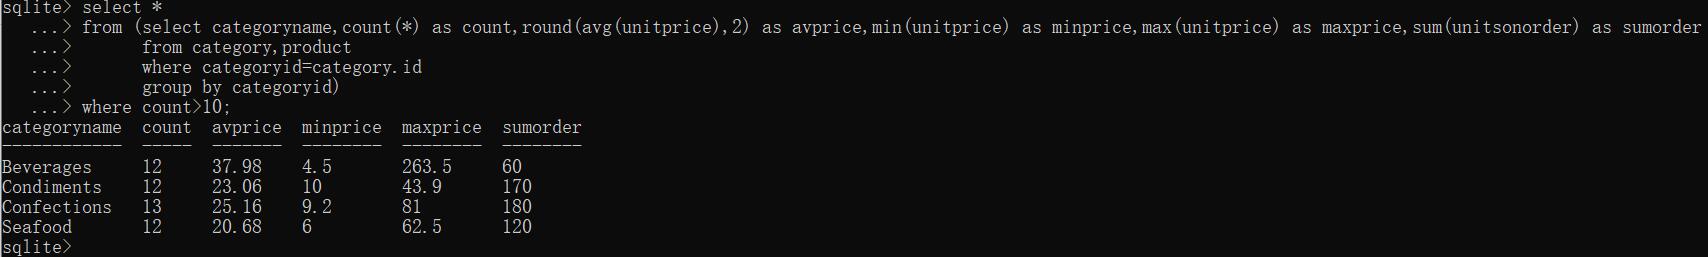 sqlite> select *
   ...> from (select categoryname,count(*) as count,round(avg(unitprice),2) as avprice,min(unitprice) as minprice,max(unitprice) as maxprice,sum(unitsonorder) as sumorder
   ...>       from category,product
   ...>       where categoryid=category.id
   ...>       group by categoryid)
   ...> where count>10;
categoryname  count  avprice  minprice  maxprice  sumorder
------------  -----  -------  --------  --------  --------
Beverages     12     37.98    4.5       263.5     60
Condiments    12     23.06    10        43.9      170
Confections   13     25.16    9.2       81        180
Seafood       12     20.68    6         62.5      120
sqlite>